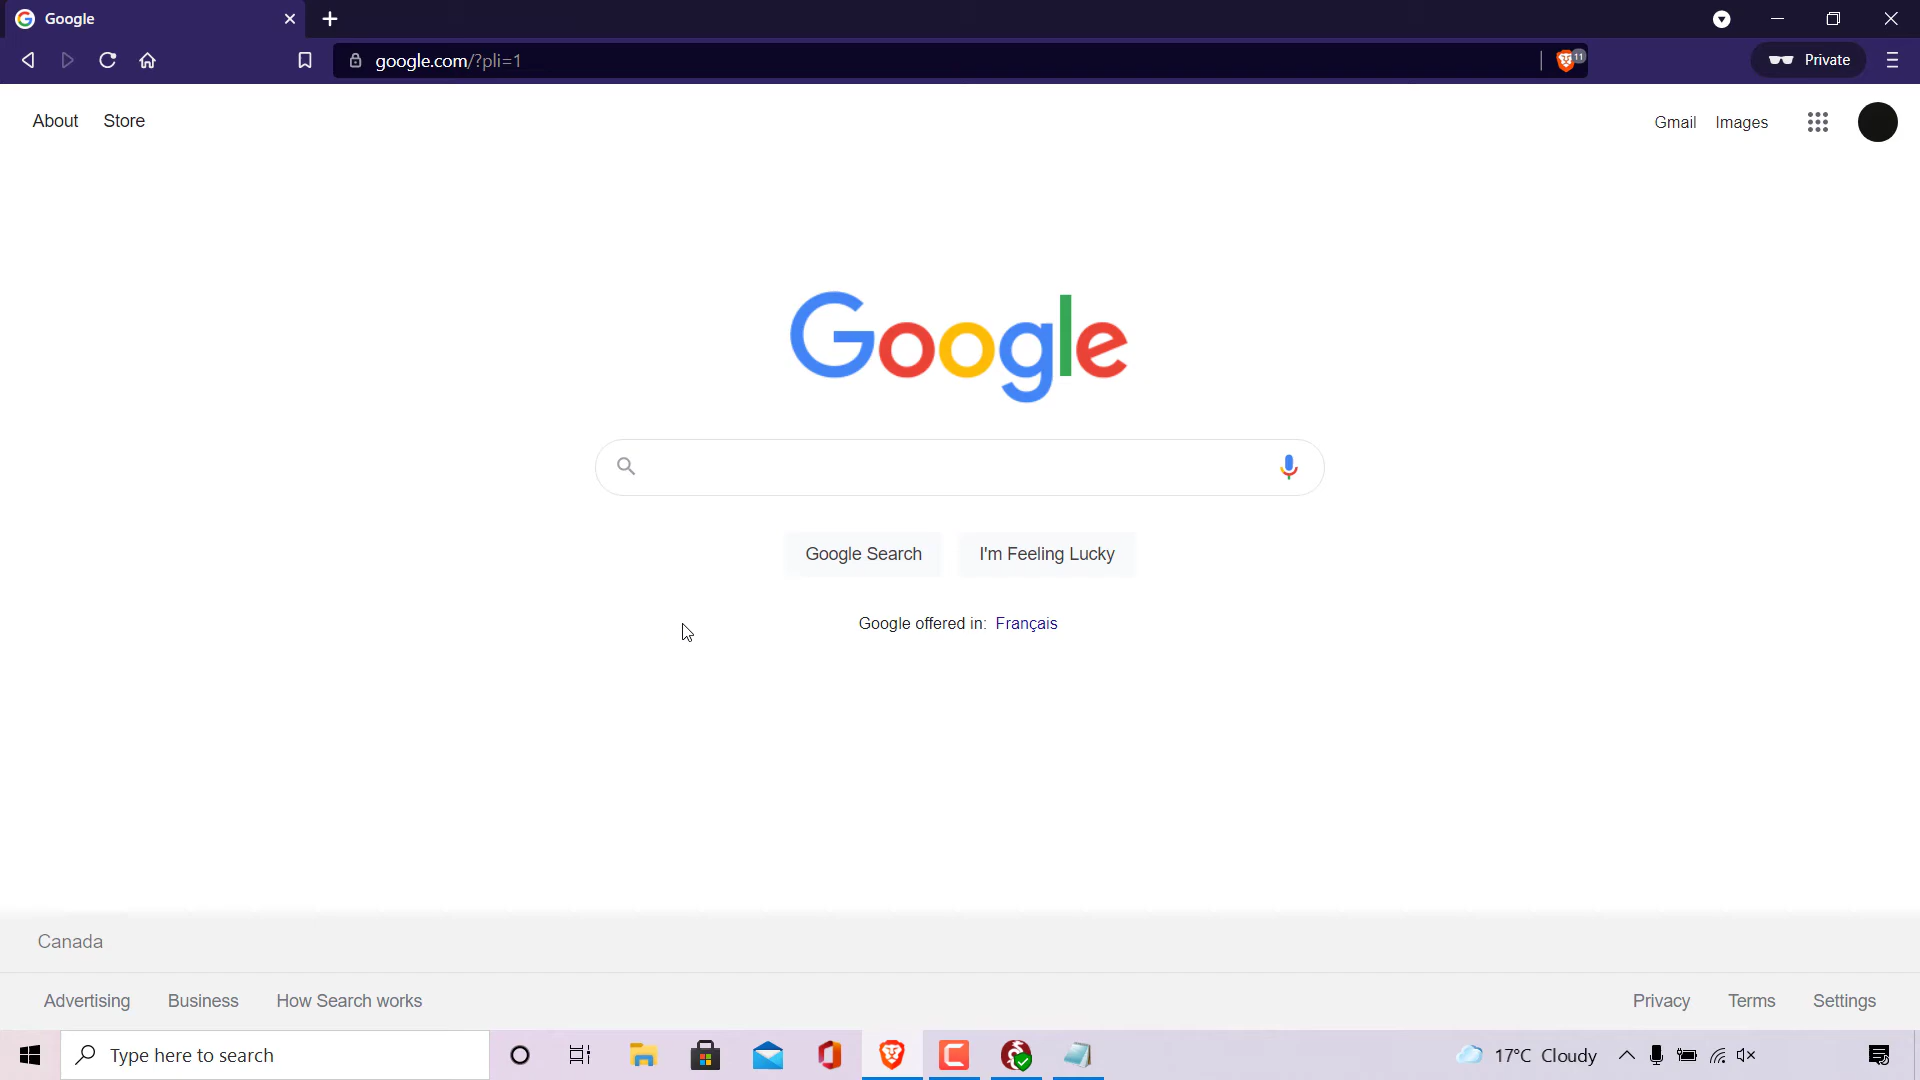 Google
google.com/?pli=1
11
Private
About Store
Gmail Images
Google
Google Search I'm Feeling Lucky
Google offered in: Français
Canada
Advertising Business How Search works
Privacy Terms Settings
Type here to search
17°C Cloudy